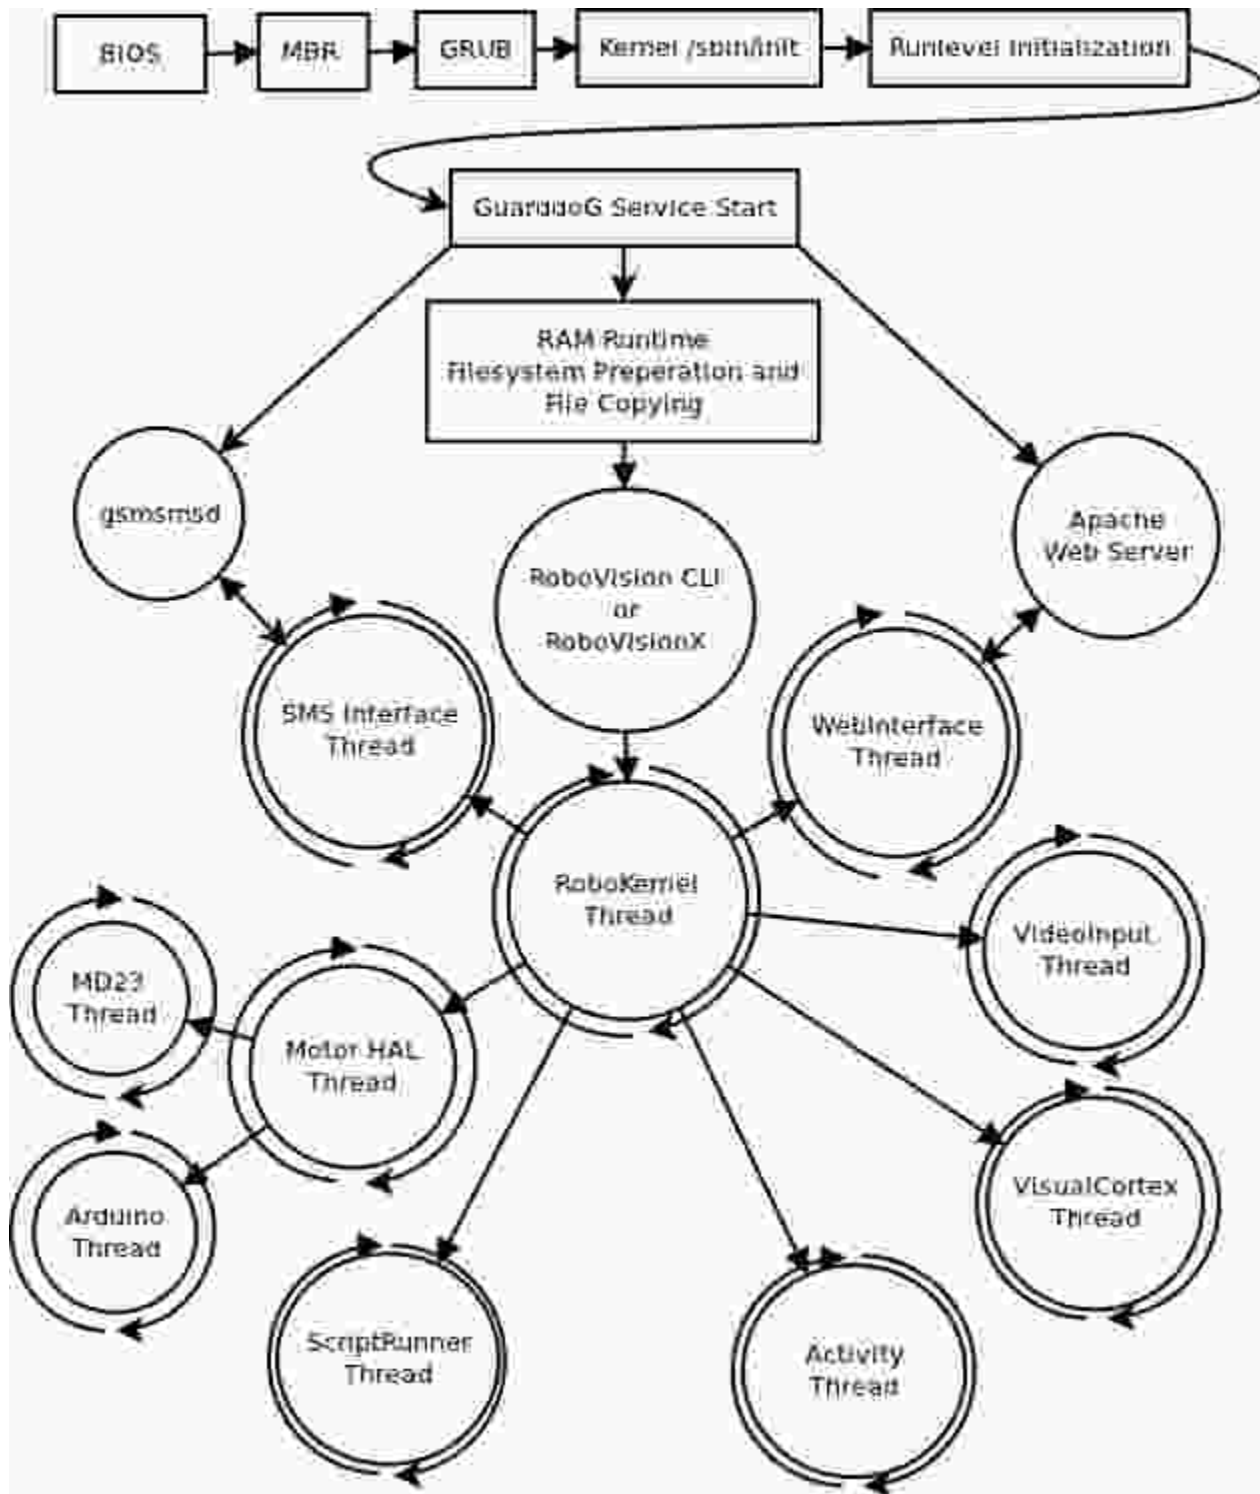 BIOS
MBR
GRUB
Kernel /sbin/init
Runlevel Initialization
GuarddoG Service Start
RAM Runtime
Filesystem Preperation and
File Copying
gsmsmsd
Apache
Web Server
RoboVision CLI
or
RoboVisionX
SMS Interface
Thread
WebInterface
Thread
RoboKernel
Thread
VideoInput
Thread
MD23
Thread
Motor HAL
Thread
VisualCortex
Thread
Arduino
Thread
ScriptRunner
Thread
Activity
Thread